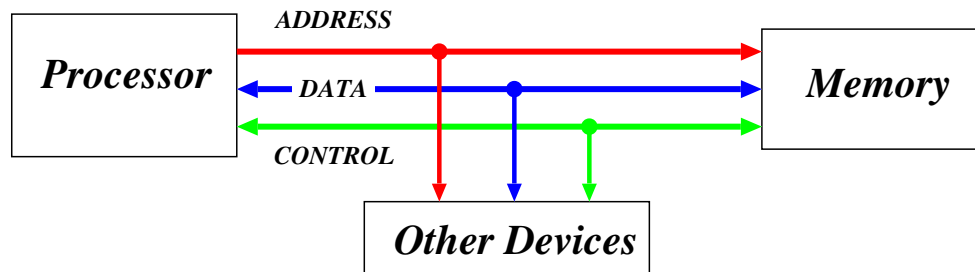 ADDRESS
Processor
DATA
Memory
CONTROL
Other Devices